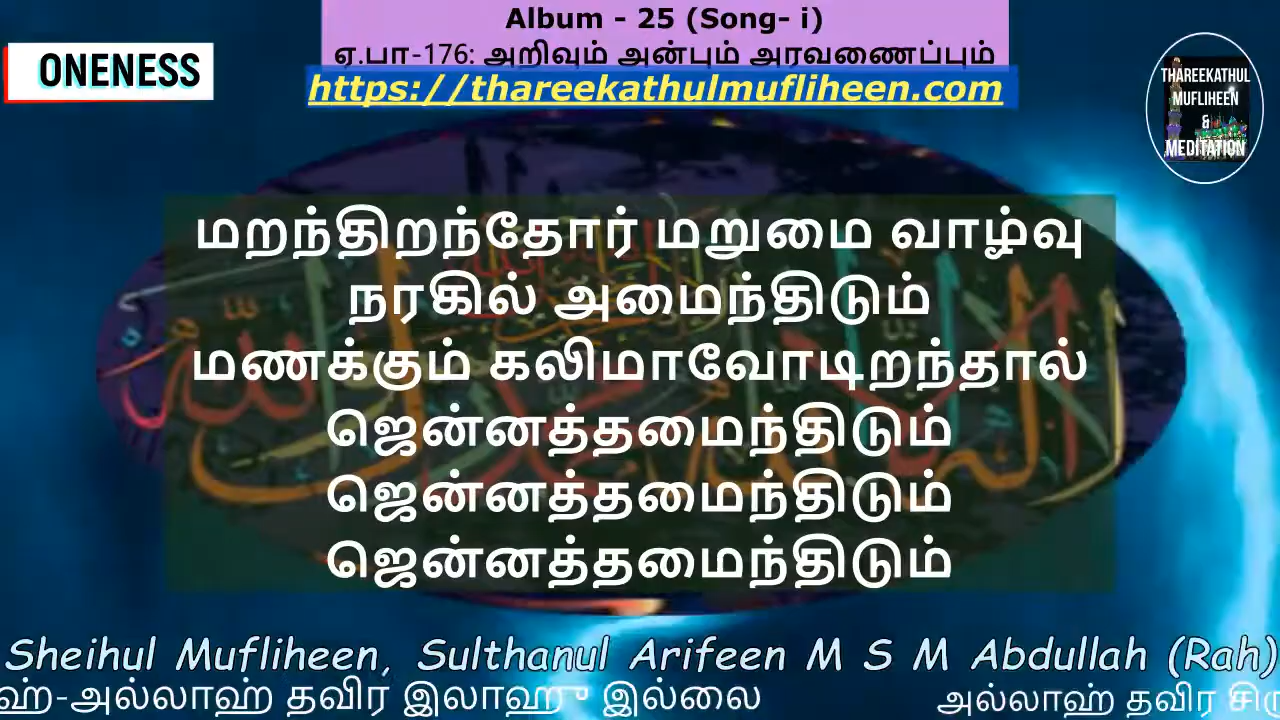 Album - 25 (Song- i)
ஏ.பா-176: அறிவும் அன்பும் அரவணைப்பும்
https://thareekathulmufliheen.com
ONENESS
THAREEKATHUL
MUFLIHEEN
&
MEDITATION
மறந்திறந்தோர் மறுமை வாழ்வு
நரகில் அமைந்திடும்
மணக்கும் கலிமாவோடிறந்தால்
ஜென்னத்தமைந்திடும்
ஜென்னத்தமைந்திடும்
ஜென்னத்தமைந்திடும்
Sheihul Mufliheen, Sulthanul Arifeen M S M Abdullah (Rah)
ஹ்-அல்லாஹ் தவிர இலாஹு இல்லை அல்லாஹ் தவிர